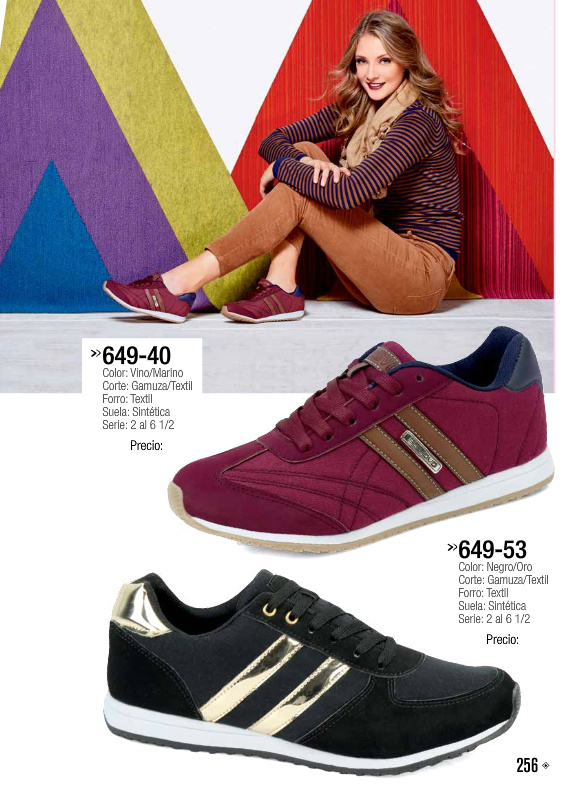 649-40
Color: Vino/Marino
Corte: Gamuza/Textil
Forro: Textil
Suela: Sintética
Serie: 2 al 6 1/2
Precio:
649-53
Color: Negro/Oro
Corte: Gamuza/Textil
Forro: Textil
Suela: Sintética
Serie: 2 al 6 1/2
Precio:
256